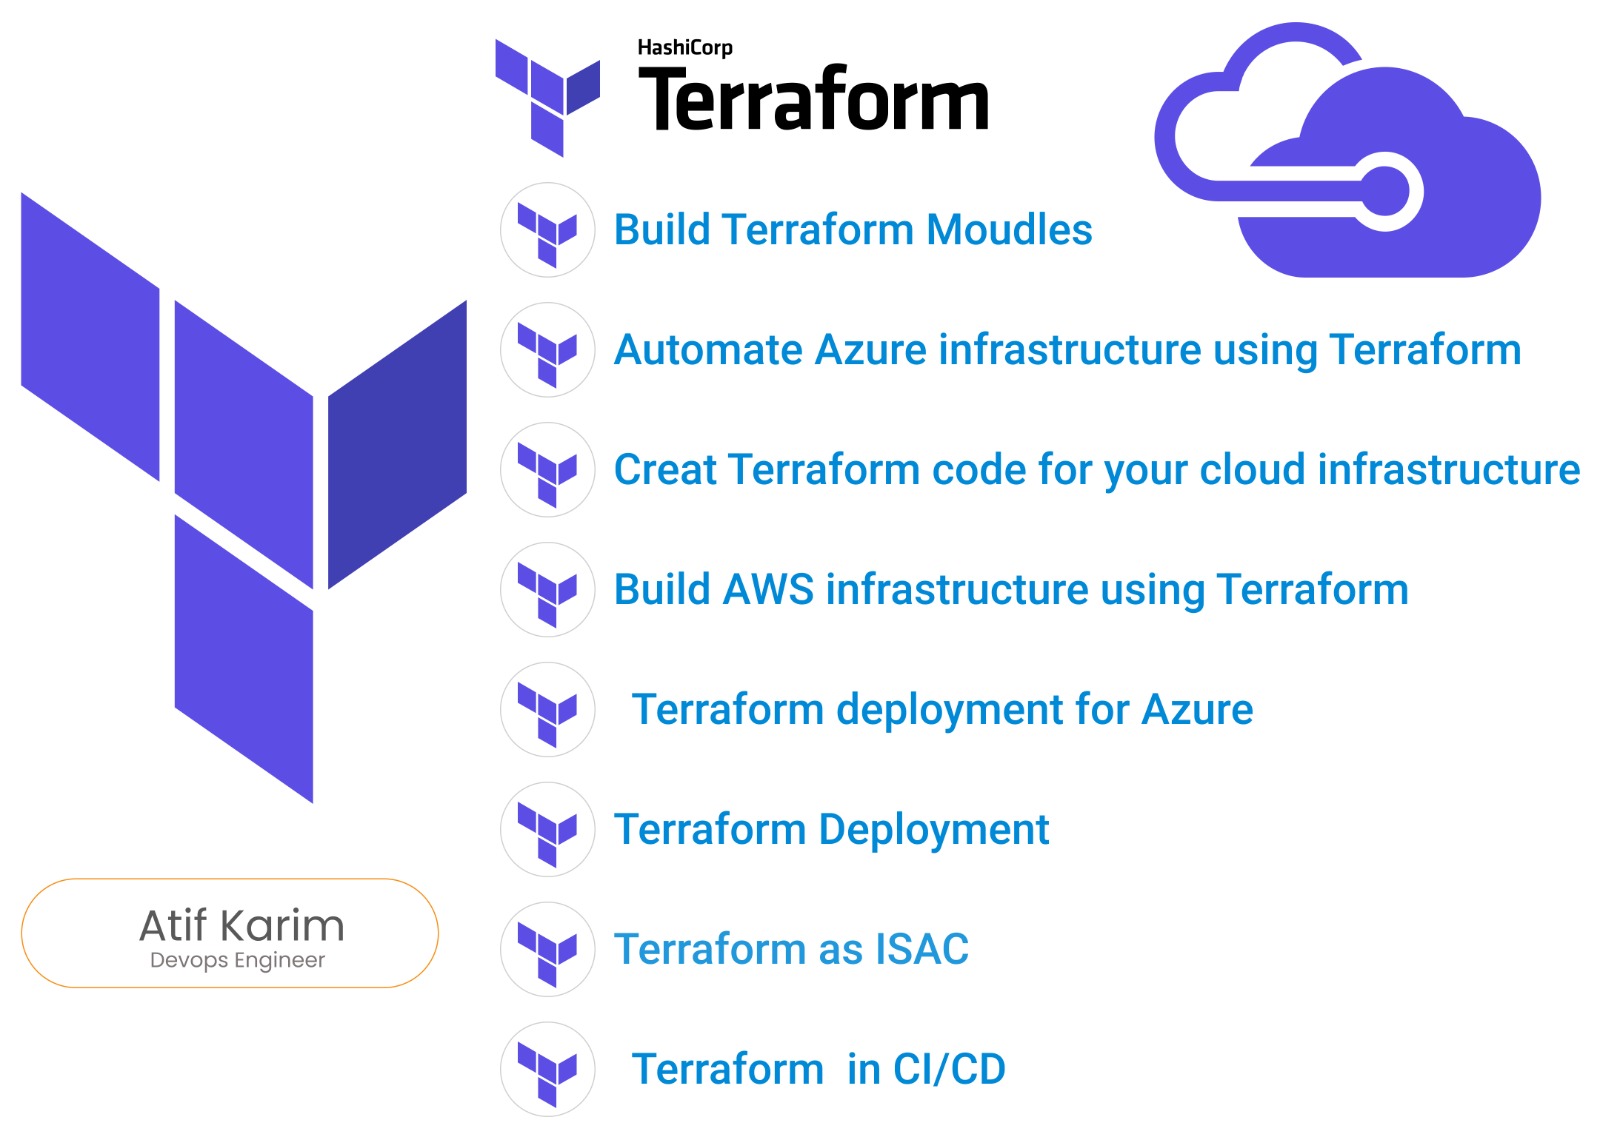 HashiCorp
Terraform
Build Terraform Moudles
Automate Azure infrastructure using Terraform
Creat Terraform code for your cloud infrastructure
Build AWS infrastructure using Terraform
Terraform deployment for Azure
Terraform Deployment
Terraform as ISAC
Terraform in CI/CD
Atif Karim
Devops Engineer